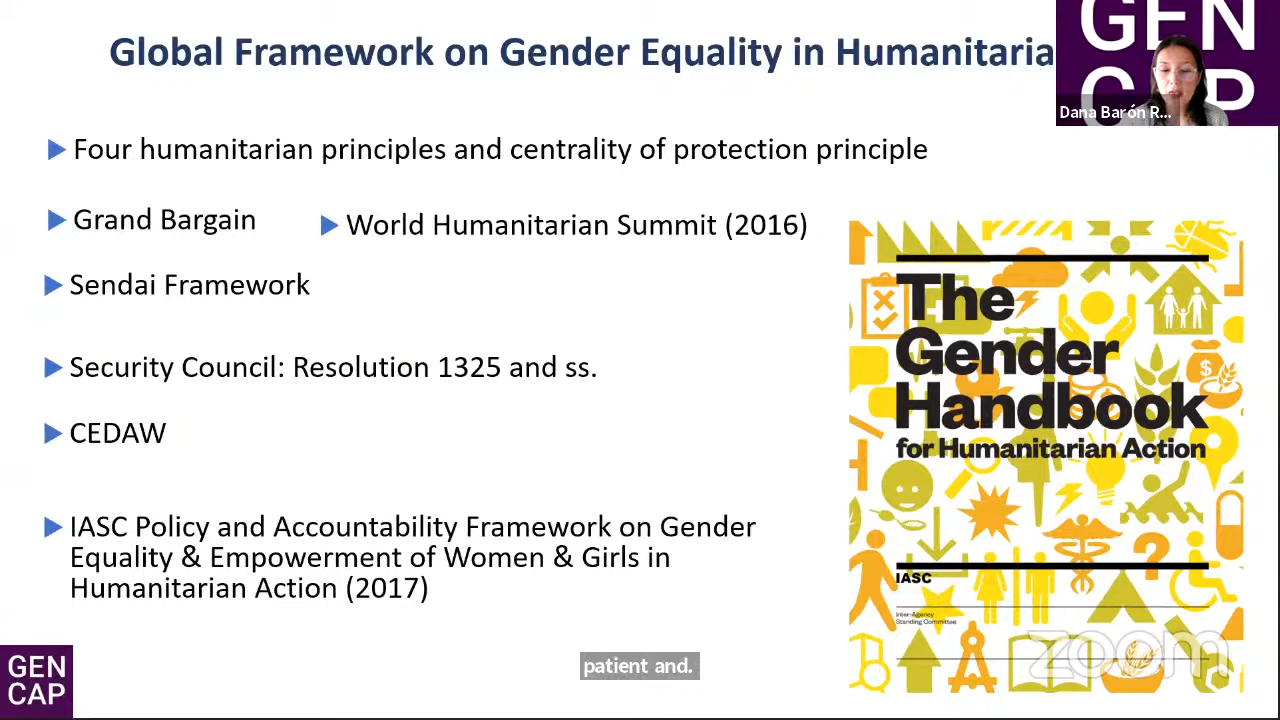 Global Framework on Gender Equality in Humanitaria
GEN
CAP
Dana Barón R...
Four humanitarian principles and centrality of protection principle
Grand Bargain
World Humanitarian Summit (2016)
Sendai Framework
Security Council: Resolution 1325 and ss.
CEDAW
IASC Policy and Accountability Framework on Gender
Equality & Empowerment of Women & Girls in
Humanitarian Action (2017)
The
Gender
Handbook
for Humanitarian Action
IASC
Inter-Agency
Standing Committee
zoom
GEN
CAP
patient and.